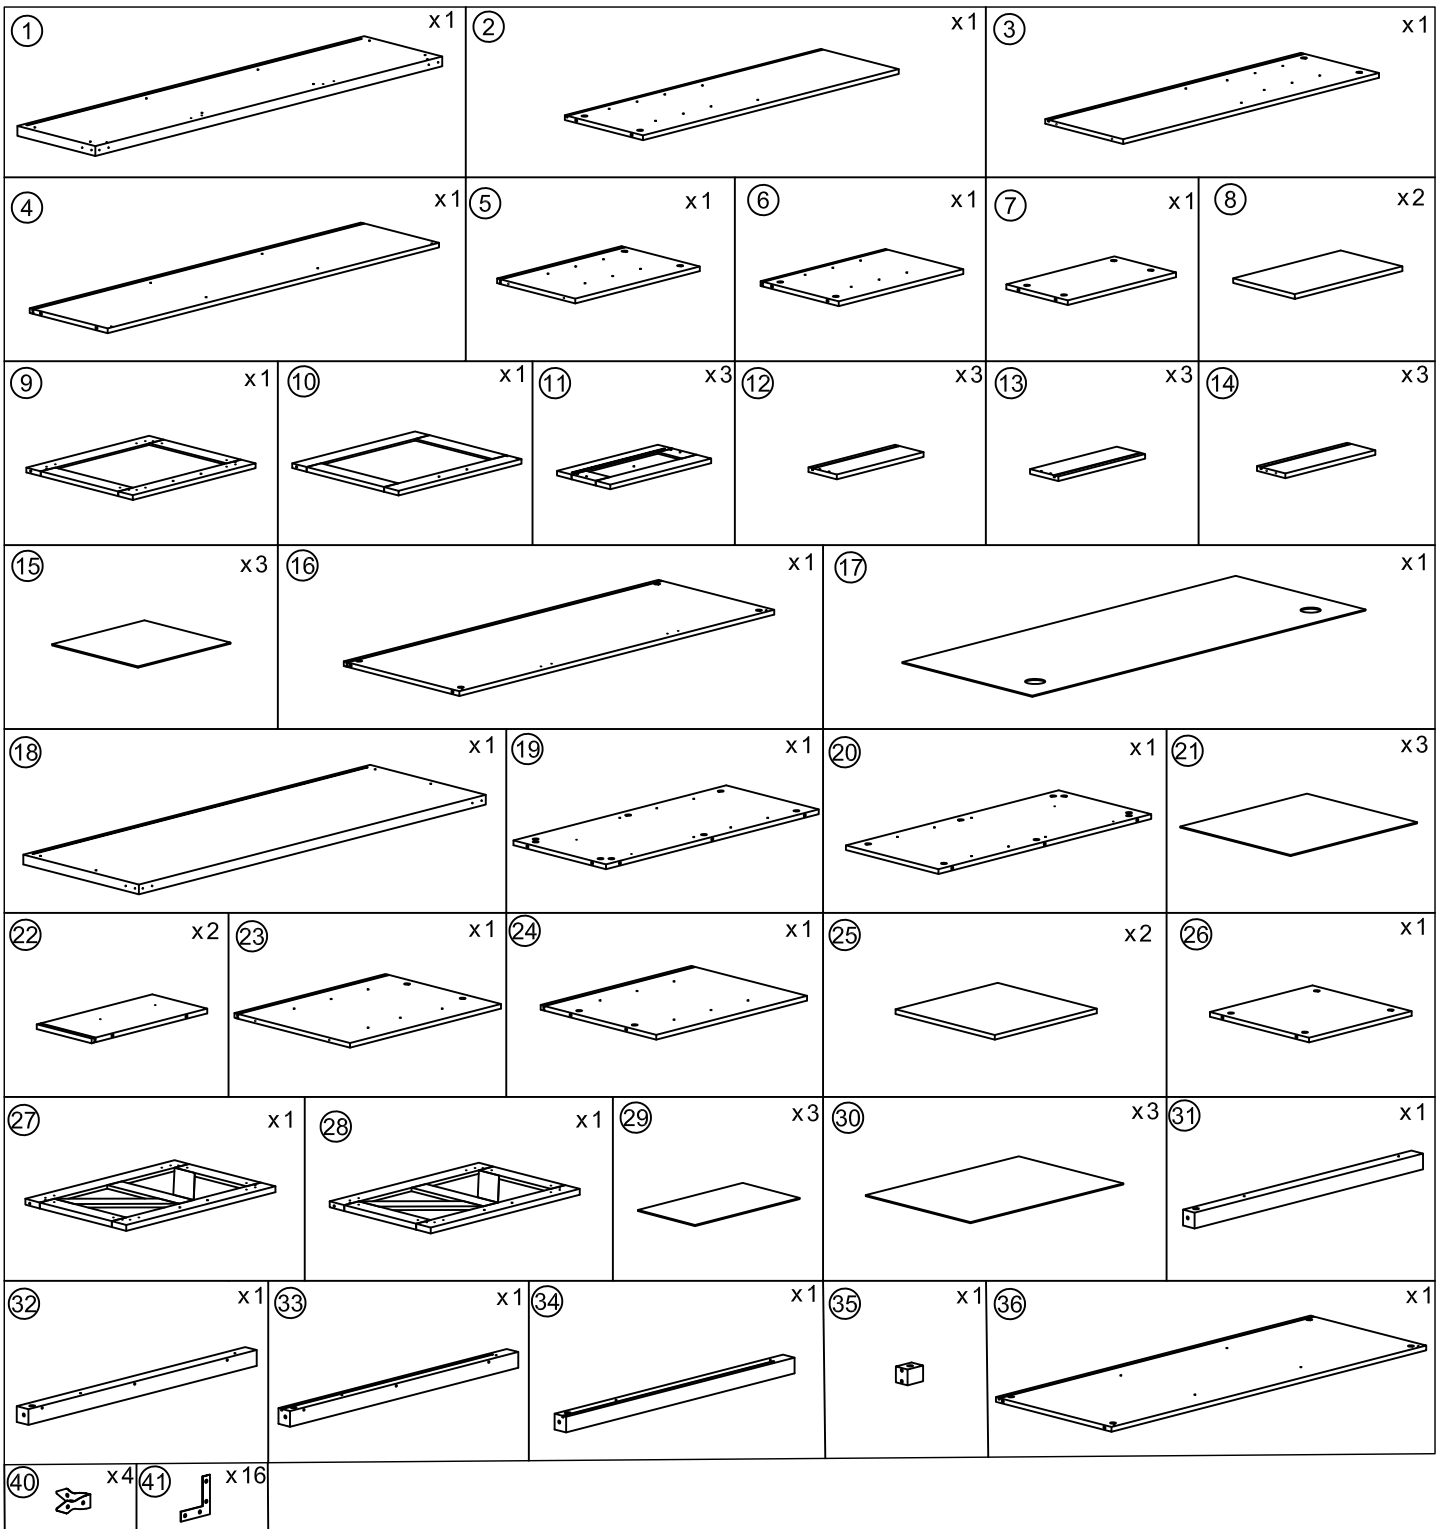 1 x1 2 x1 3 x1
4 x1 5 x1 6 x1 7 x1 8 x2
9 x1 10 x1 11 x3 12 x3 13 x3 14 x3
15 x3 16 x1 17 x1
18 x1 19 x1 20 x1 21 x3
22 x2 23 x1 24 x1 25 x2 26 x1
27 x1 28 x1 29 x3 30 x3 31 x1
32 x1 33 x1 34 x1 35 x1 36 x1
40 x4 41 x16